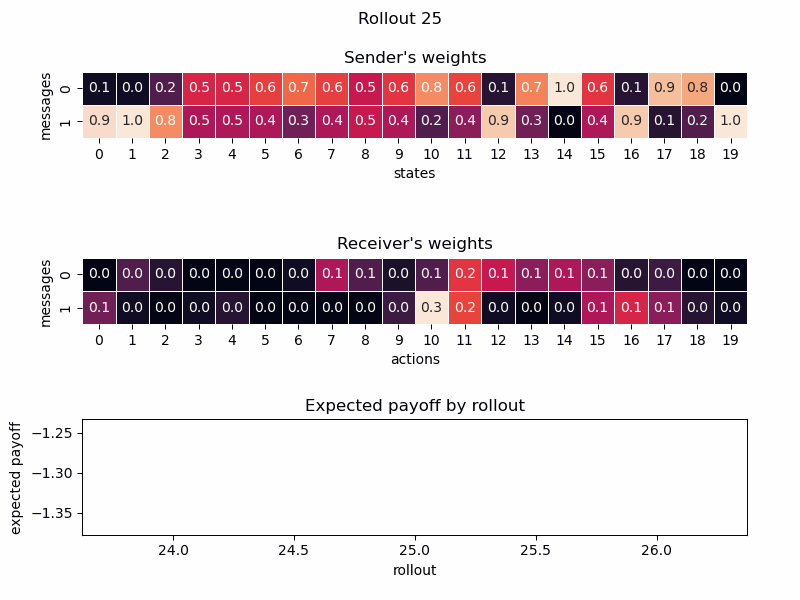 Rollout 25
Sender's weights
messages
0 0.1 0.0 0.2 0.5 0.5 0.6 0.7 0.6 0.5 0.6 0.8 0.6 0.1 0.7 1.0 0.6 0.1 0.9 0.8 0.0
1 0.9 1.0 0.8 0.5 0.5 0.4 0.3 0.4 0.5 0.4 0.2 0.4 0.9 0.3 0.0 0.4 0.9 0.1 0.2 1.0
0 1 2 3 4 5 6 7 8 9 10 11 12 13 14 15 16 17 18 19
states
Receiver's weights
messages
0 0.0 0.0 0.0 0.0 0.0 0.0 0.0 0.1 0.1 0.0 0.1 0.2 0.1 0.1 0.1 0.1 0.0 0.0 0.0 0.0
1 0.1 0.0 0.0 0.0 0.0 0.0 0.0 0.0 0.0 0.0 0.3 0.2 0.0 0.0 0.0 0.1 0.1 0.1 0.0 0.0
0 1 2 3 4 5 6 7 8 9 10 11 12 13 14 15 16 17 18 19
actions
Expected payoff by rollout
expected payoff
−1.25
−1.30
−1.35
24.0 24.5 25.0 25.5 26.0
rollout